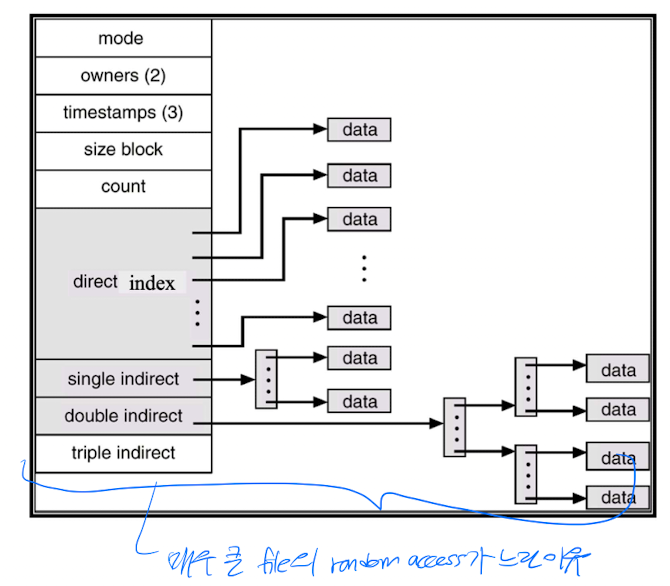 mode
owners (2)
timestamps (3)
size block
count
direct index
single indirect
double indirect
triple indirect
data
data
data
data
data
data
data
data
data
data
매우 큰 file의 random access가 느린 이유